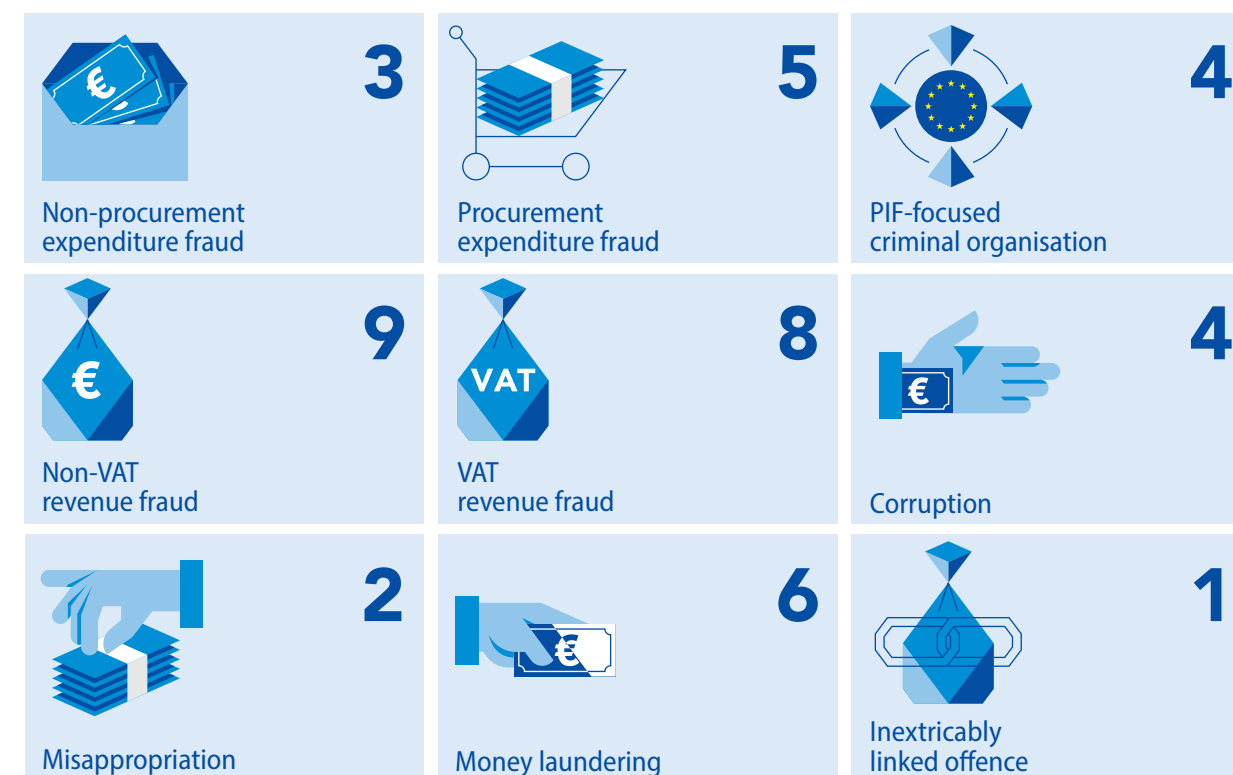 3
Non-procurement
expenditure fraud
5
Procurement
expenditure fraud
4
PIF-focused
criminal organisation
€
9
Non-VAT
revenue fraud
VAT
8
VAT
revenue fraud
€
4
Corruption
2
Misappropriation
€
6
Money laundering
1
Inextricably
linked offence